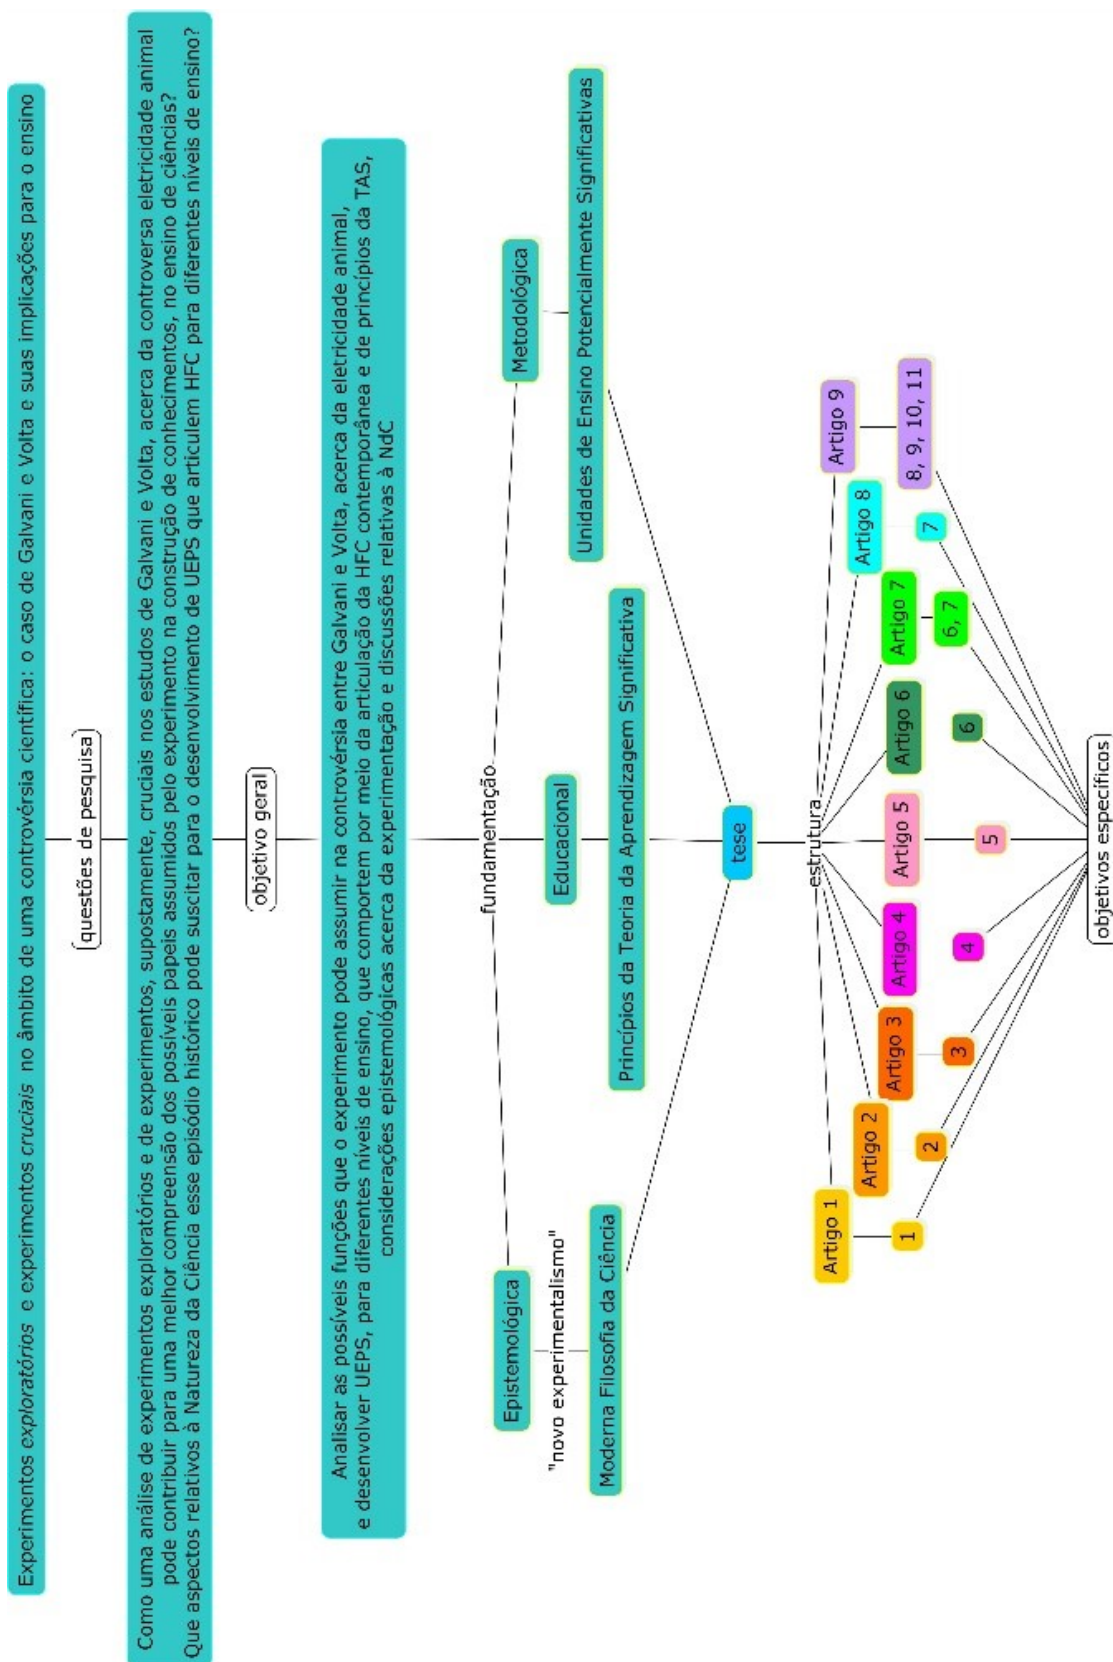 Experimentos exploratórios e experimentos cruciais no âmbito de uma controvérsia científica: o caso de Galvani e Volta e suas implicações para o ensino
questões de pesquisa
Como uma análise de experimentos exploratórios e de experimentos, supostamente, cruciais nos estudos de Galvani e Volta, acerca da controversa eletricidade animal
pode contribuir para uma melhor compreensão dos possíveis papeis assumidos pelo experimento na construção de conhecimentos, no ensino de ciências?
Que aspectos relativos à Natureza da Ciência esse episódio histórico pode suscitar para o desenvolvimento de UEPS que articulem HFC para diferentes níveis de ensino?
objetivo geral
Analisar as possíveis funções que o experimento pode assumir na controvérsia entre Galvani e Volta, acerca da eletricidade animal,
e desenvolver UEPS, para diferentes níveis de ensino, que comportem por meio da articulação da HFC contemporânea e de princípios da TAS,
considerações epistemológicas acerca da experimentação e discussões relativas à NdC
fundamentação
Epistemológica
Educacional
Metodológica
"novo experimentalismo"
Moderna Filosofia da Ciência
Princípios da Teoria da Aprendizagem Significativa
Unidades de Ensino Potencialmente Significativas
tese
estrutura
Artigo 1
Artigo 2
Artigo 3
Artigo 4
Artigo 5
Artigo 6
Artigo 7
Artigo 8
Artigo 9
1
2
3
4
5
6
6, 7
7
8, 9, 10, 11
objetivos específicos